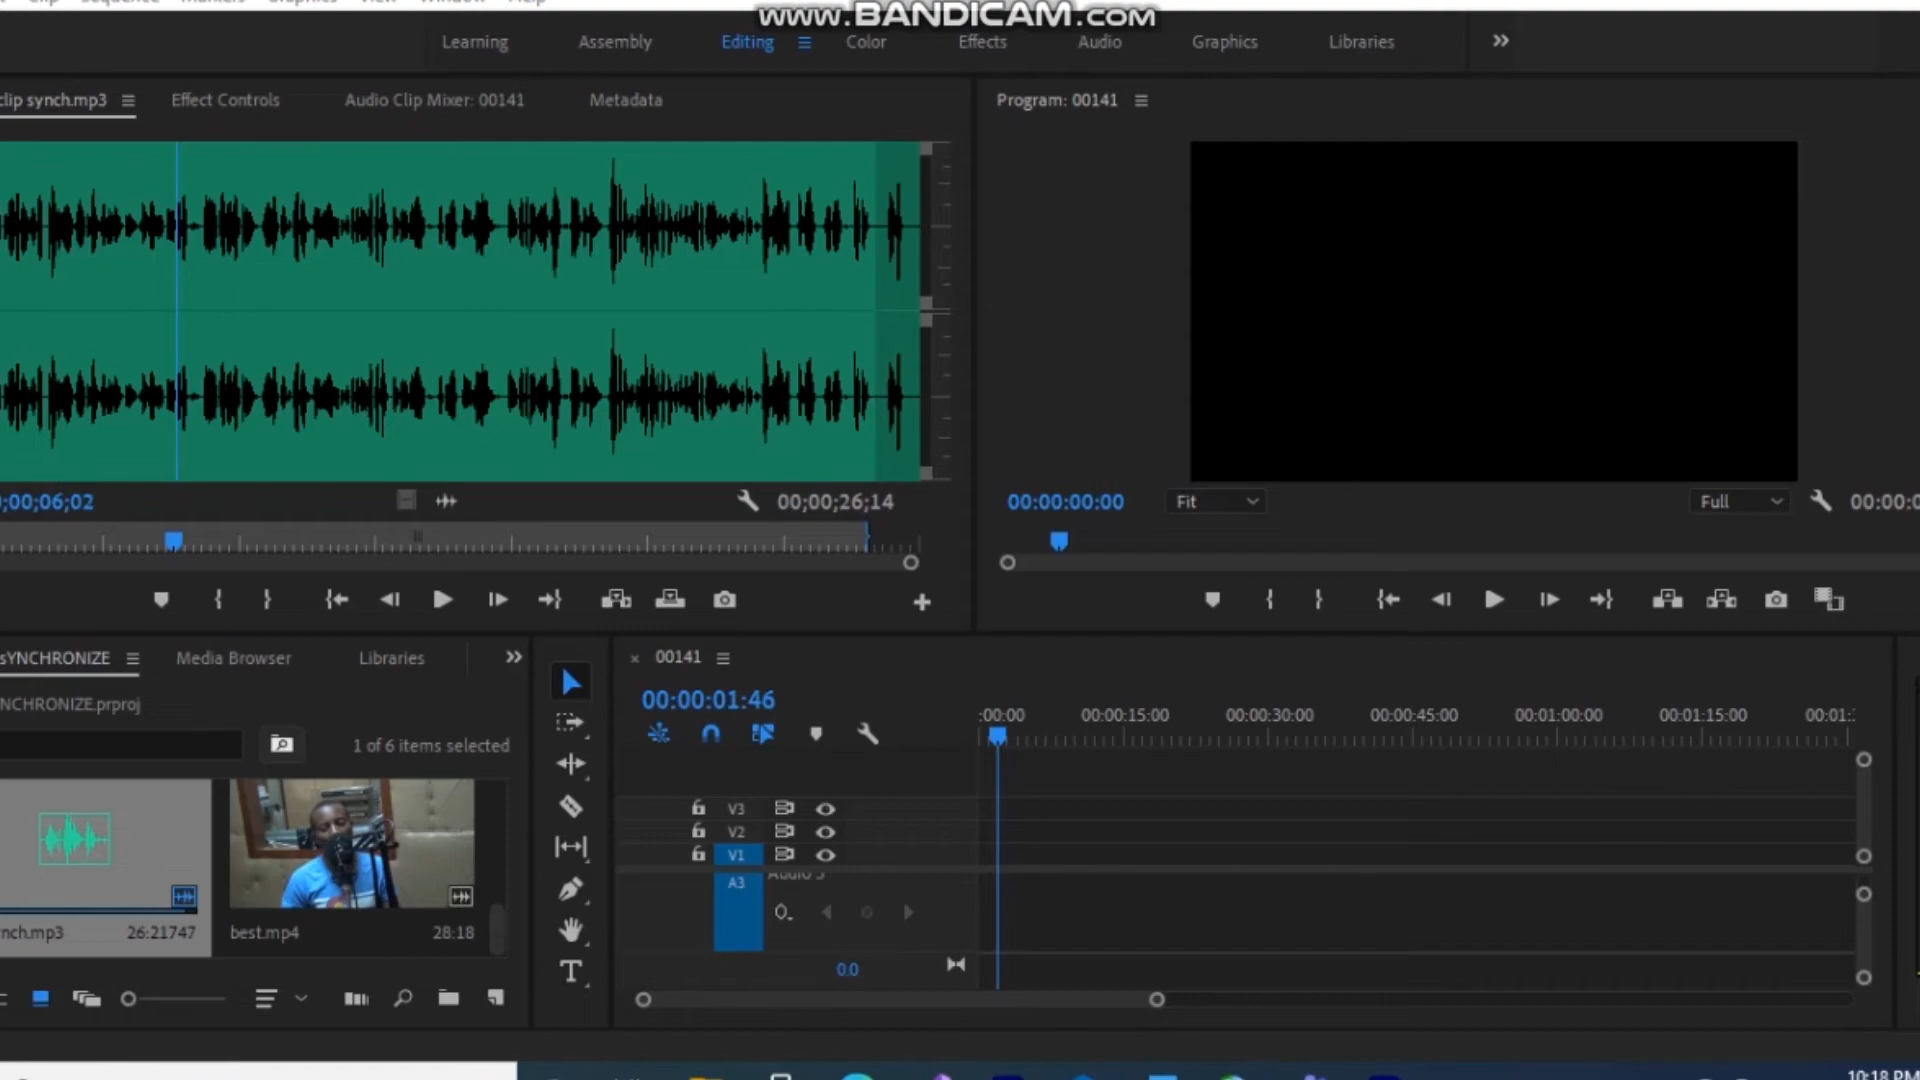 www.BANDICAM.com
Learning Assembly Editing Color Effects Audio Graphics Libraries
clip synch.mp3 Effect Controls Audio Clip Mixer: 00141 Metadata
Program: 00141
;00;06;02 00;00;26;14
00:00:00:00 Fit Full 00:00:0
sYNCHRONIZE Media Browser Libraries
NCHRONIZE.prproj
1 of 6 items selected
nch.mp3 26:21747
best.mp4 28:18
00141
00:00:01:46
:00:00 00:00:15:00 00:00:30:00 00:00:45:00 00:01:00:00 00:01:15:00 00:01:
V3
V2
V1
A3 Audio 3
0.0
10:18 PM